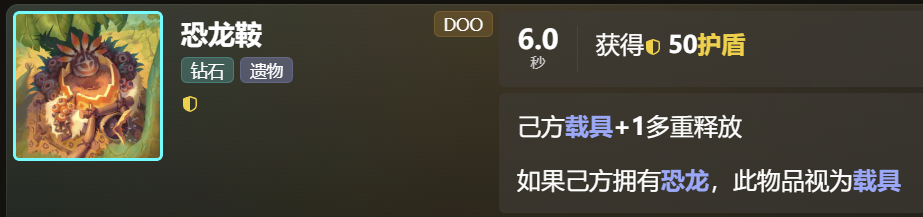 恐龙鞍
DOO
钻石 遗物
6.0
秒
获得 50护盾
己方载具+1多重释放
如果己方拥有恐龙，此物品视为载具